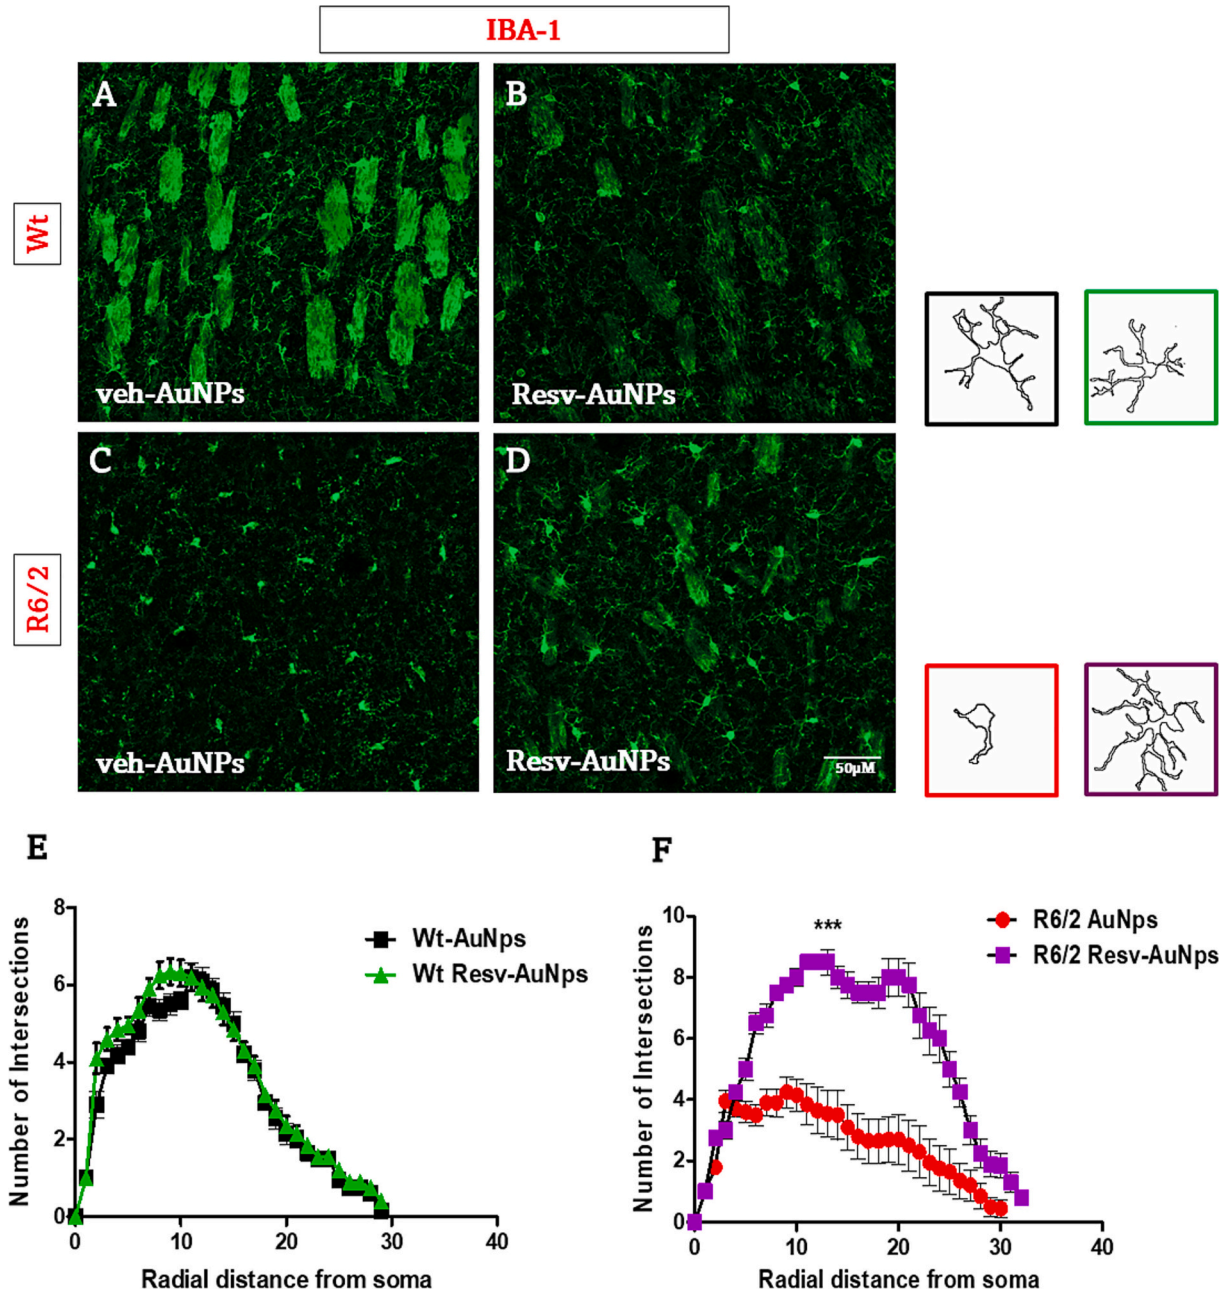 IBA-1
Wt
A
veh-AuNPs
B
Resv-AuNPs
R6/2
C
veh-AuNPs
D
Resv-AuNPs
50µM
E
Number of Intersections
8
6
4
2
0
0
10
20
30
40
Radial distance from soma
Wt-AuNps
Wt Resv-AuNps
F
Number of Intersections
10
8
6
4
2
0
0
10
20
30
40
Radial distance from soma
***
R6/2 AuNps
R6/2 Resv-AuNps